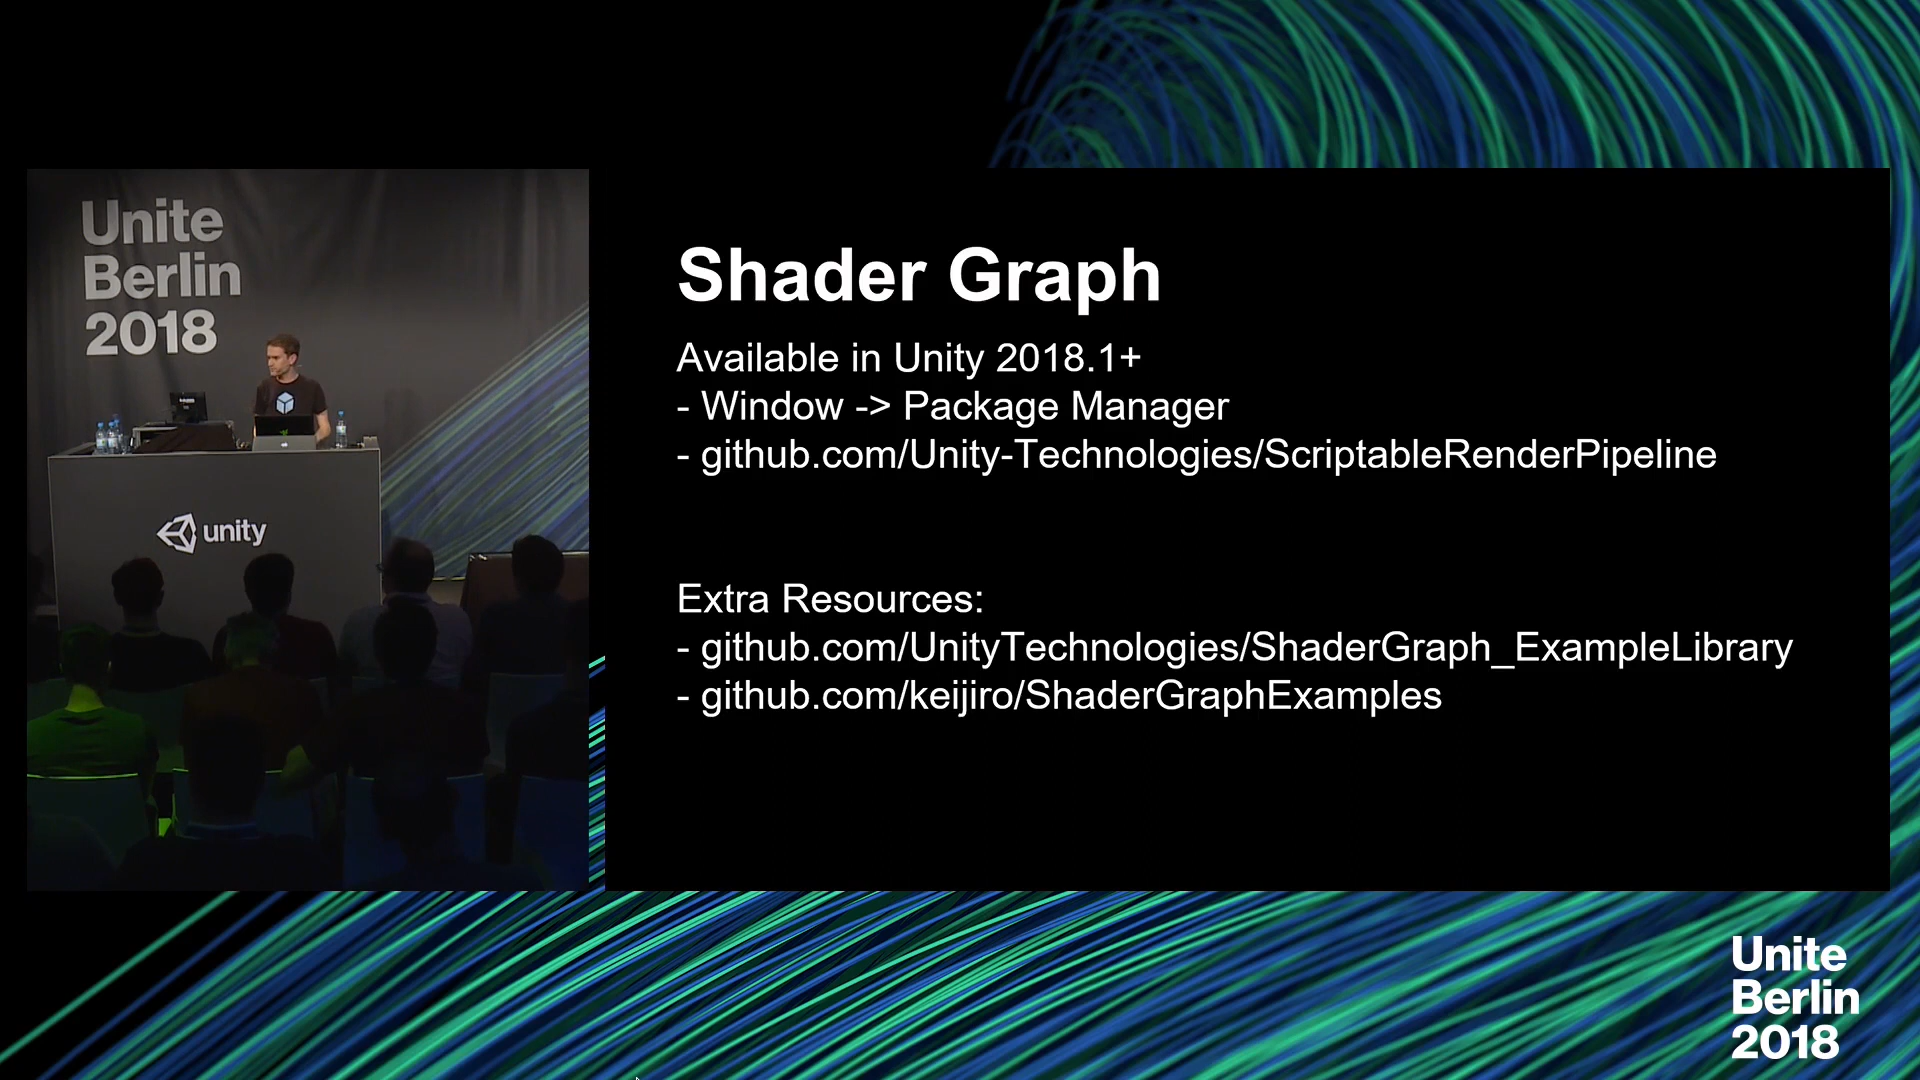 Unite
Berlin
2018
unity
Shader Graph
Available in Unity 2018.1+
- Window -> Package Manager
- github.com/Unity-Technologies/ScriptableRenderPipeline
Extra Resources:
- github.com/UnityTechnologies/ShaderGraph_ExampleLibrary
- github.com/keijiro/ShaderGraphExamples
Unite
Berlin
2018